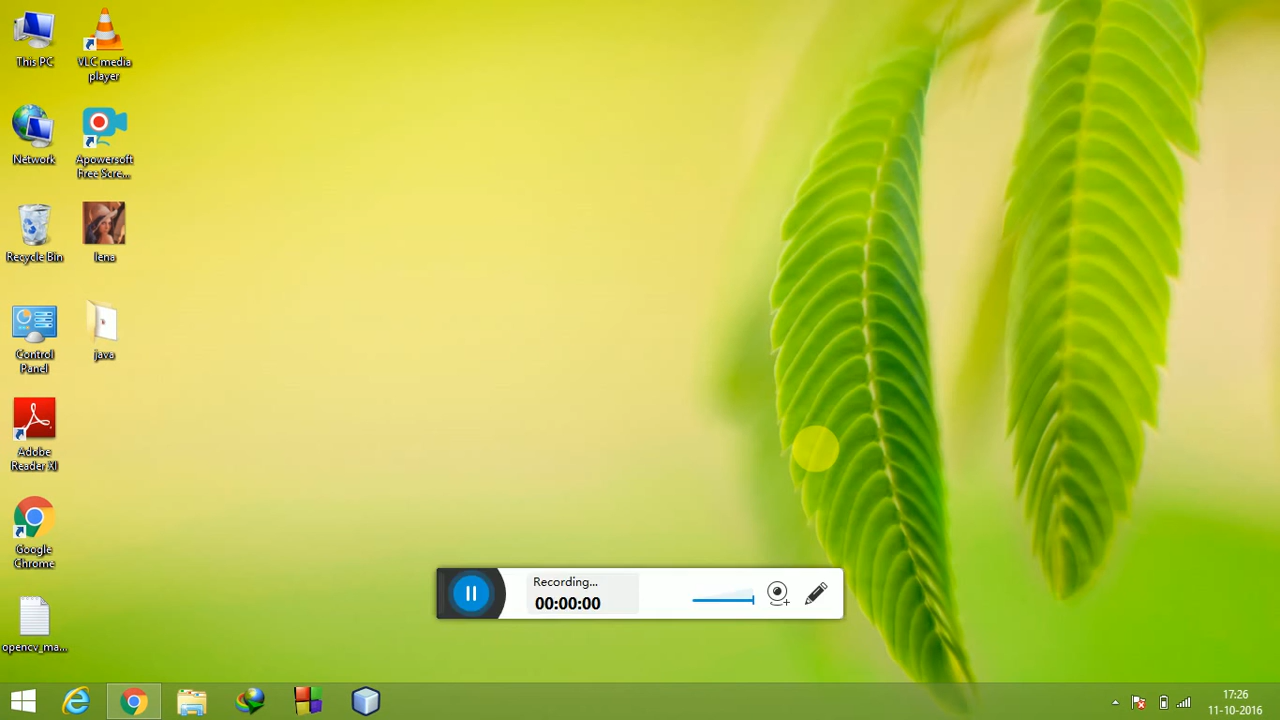 This PC
VLC media
player
Network
Apowersoft
Free Scre...
Recycle Bin
lena
Control
Panel
java
Adobe
Reader XI
Google
Chrome
opencv_ma...
Recording...
00:00:00
17:26
11-10-2016